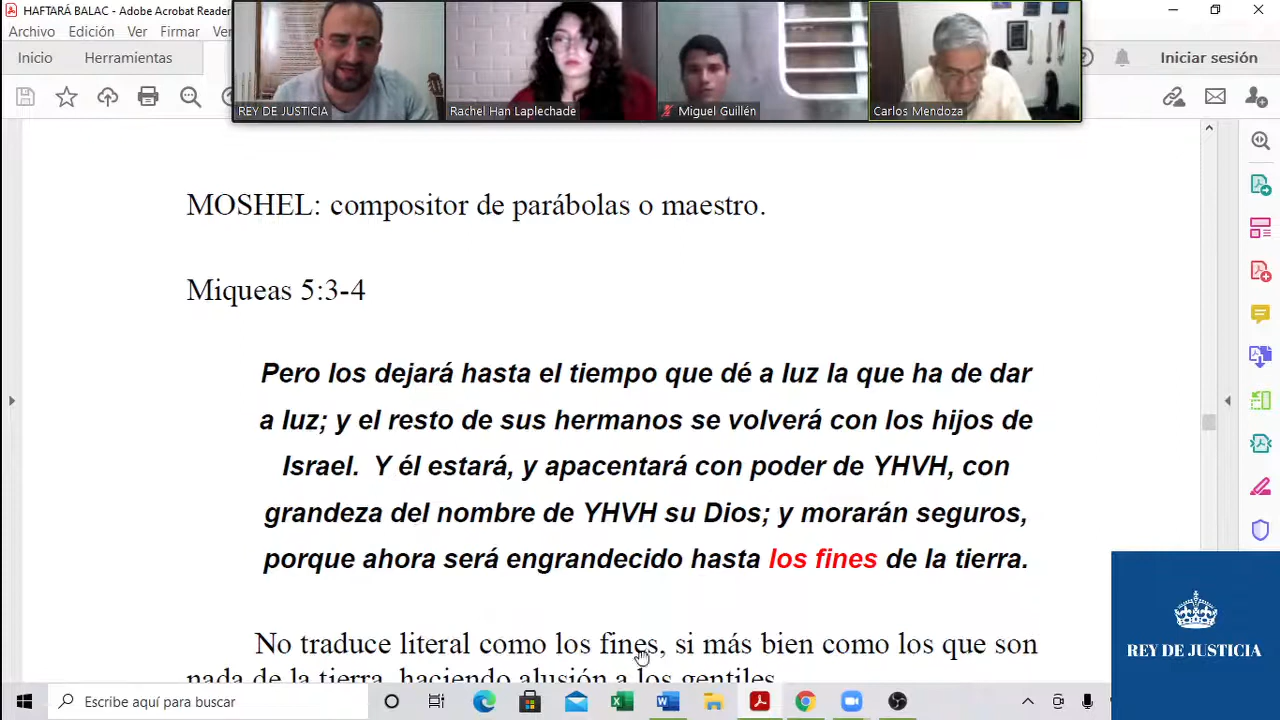 HAFTARÁ BALAC - Adobe Acrobat Reader
Archivo Edición Ver Firmar
Inicio Herramientas
Iniciar sesión
REY DE JUSTICIA
Rachel Han Laplechade
Miguel Guillén
Carlos Mendoza
MOSHEL: compositor de parábolas o maestro.
Miqueas 5:3-4
Pero los dejará hasta el tiempo que dé a luz la que ha de dar
a luz; y el resto de sus hermanos se volverá con los hijos de
Israel. Y él estará, y apacentará con poder de YHVH, con
grandeza del nombre de YHVH su Dios; y morarán seguros,
porque ahora será engrandecido hasta los fines de la tierra.
No traduce literal como los fines, si más bien como los que son
nada de la tierra, haciendo alusión a los gentiles
REY DE JUSTICIA
Escribe aquí para buscar